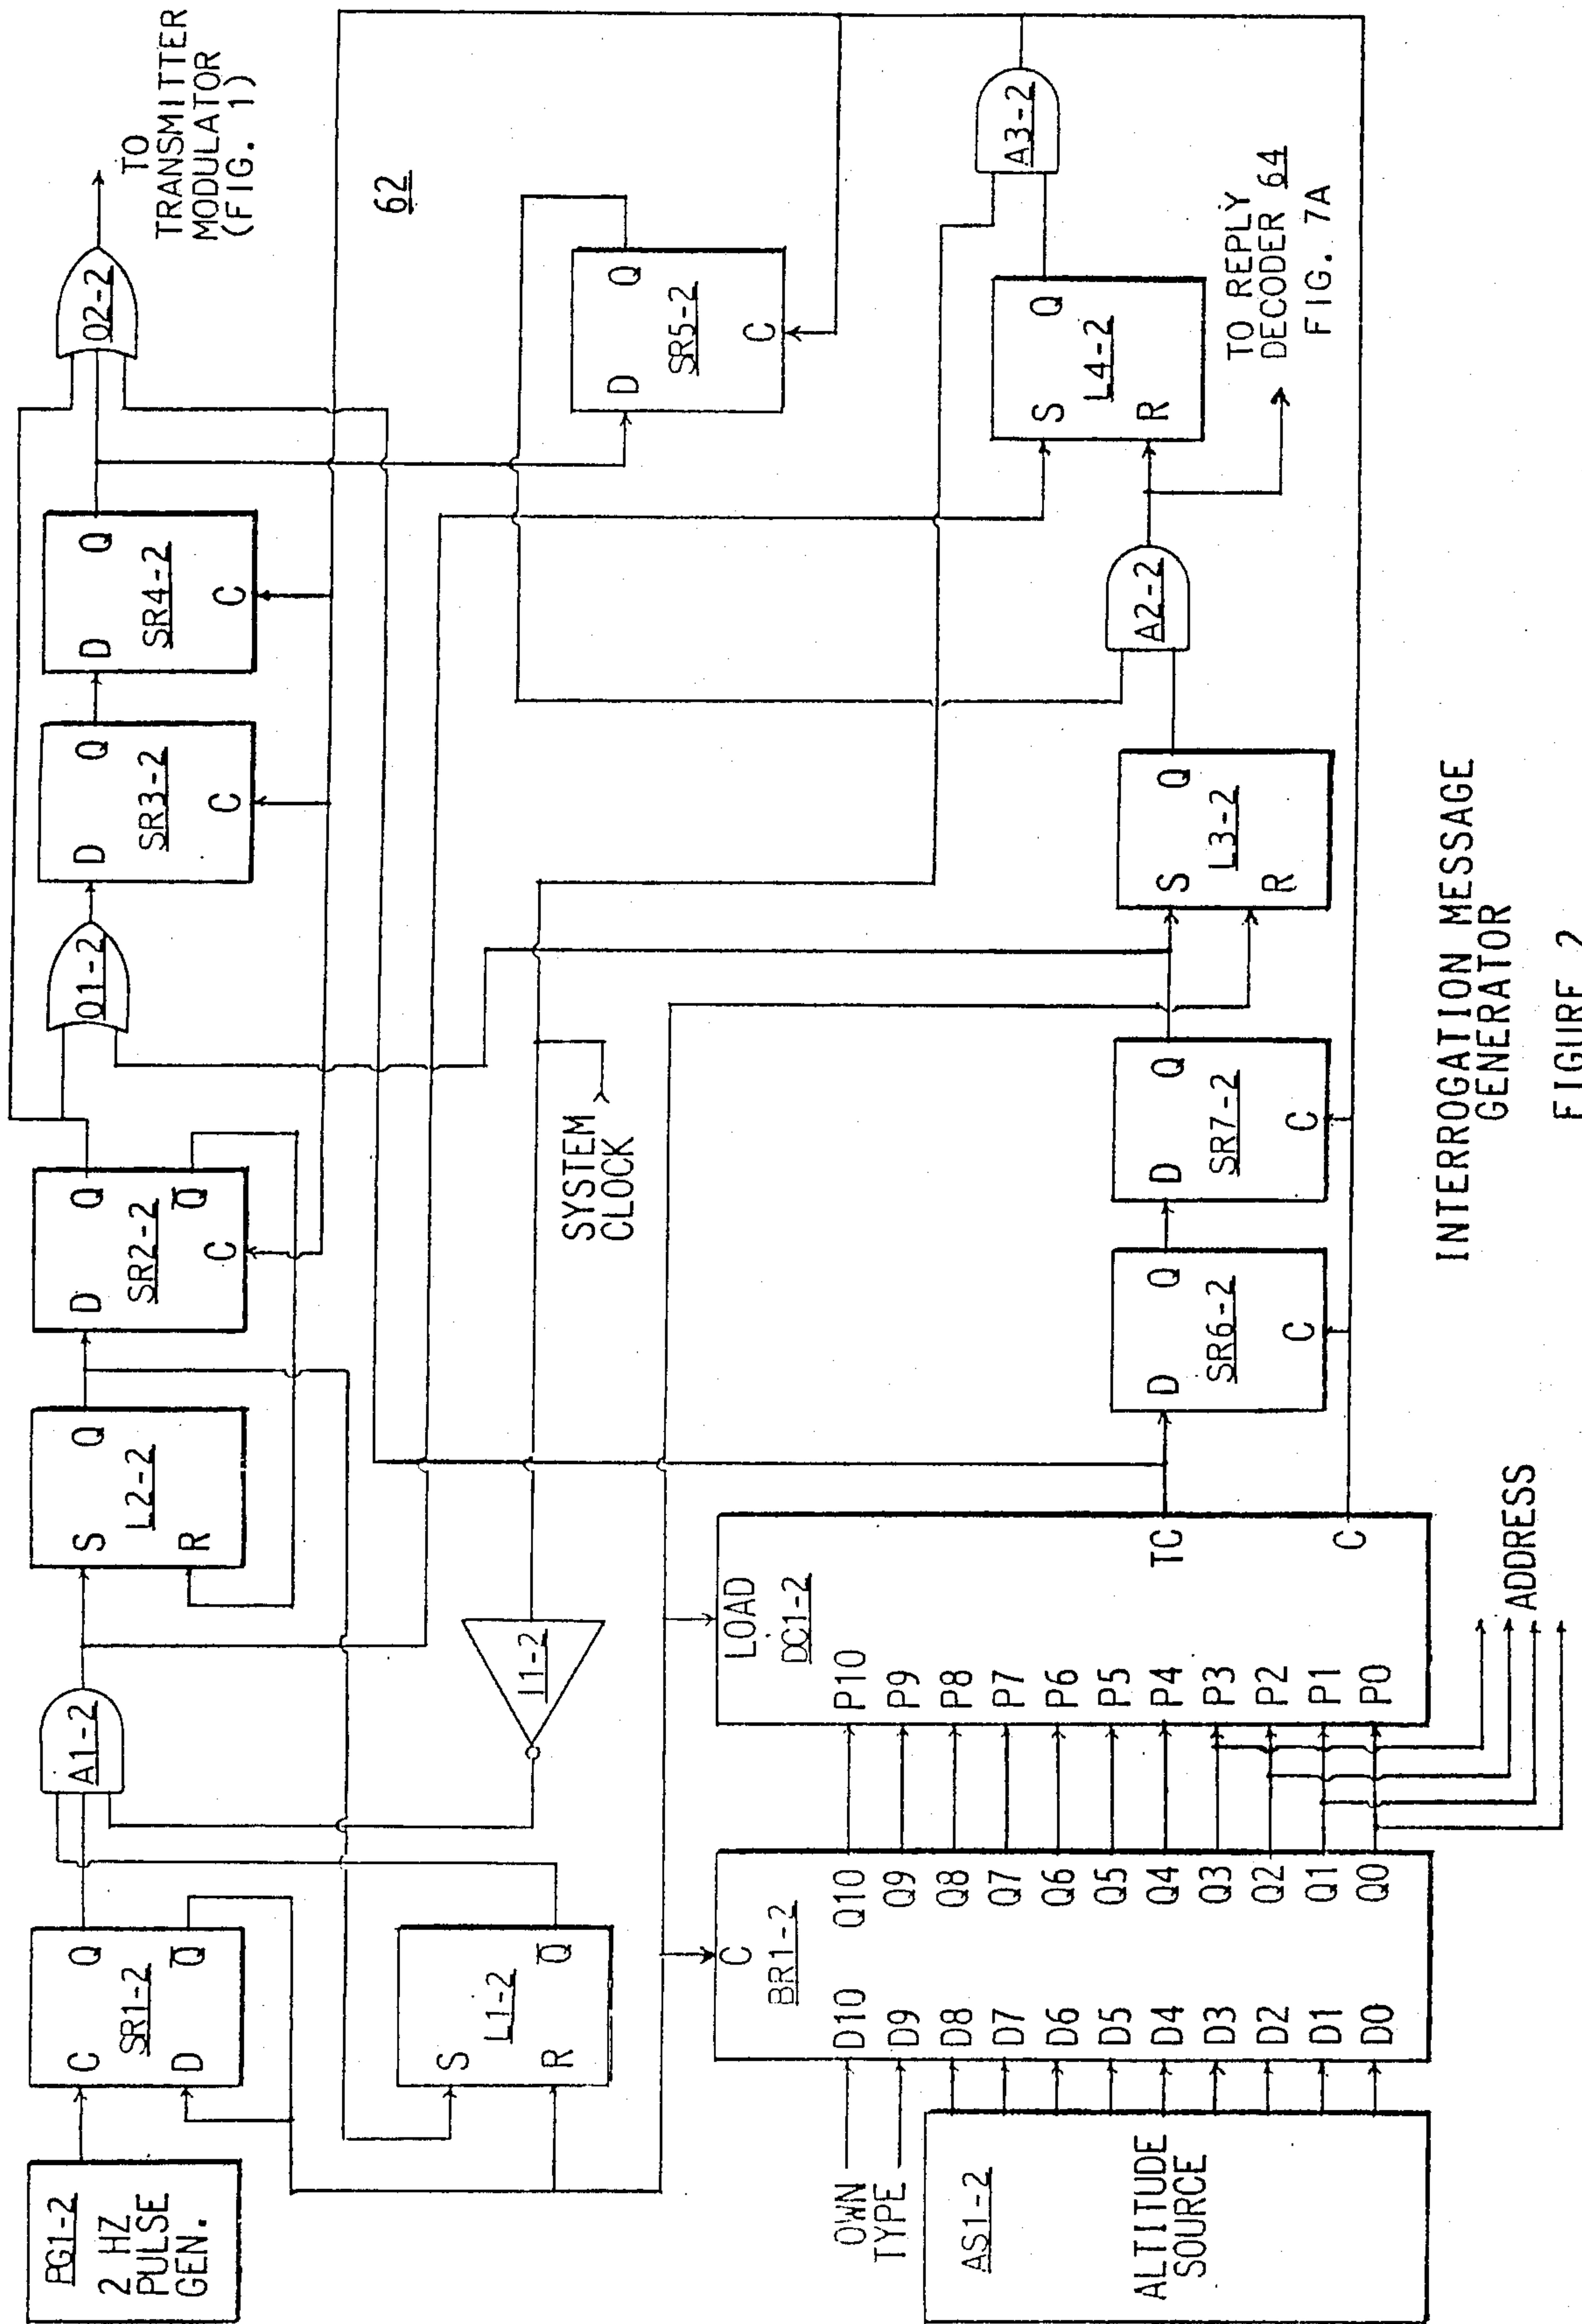 PG1-2
2 HZ
PULSE
GEN.
C Q
SR1-2
D Q̅
A1-2
S Q
L2-2
R
D Q
SR2-2
Q̅
C
O1-2
D Q
SR3-2
C
D Q
SR4-2
C
O2-2
TO
TRANSMITTER
MODULATOR
(FIG. 1)
S
L1-2
R Q̅
I1-2
SYSTEM
CLOCK
62
D Q
SR5-2
C
OWN
TYPE
AS1-2
ALTITUDE
SOURCE
C
BR1-2
D10 Q10
D9 Q9
D8 Q8
D7 Q7
D6 Q6
D5 Q5
D4 Q4
D3 Q3
D2 Q2
D1 Q1
D0 Q0
LOAD
DC1-2
P10
P9
P8
P7
P6
P5
P4
P3
P2
P1
P0
TC
C
ADDRESS
D Q
SR6-2
C
D Q
SR7-2
C
S Q
L3-2
R
A2-2
S Q
L4-2
R
A3-2
TO REPLY
DECODER 64
FIG. 7A
INTERROGATION MESSAGE
GENERATOR
FIGURE 2